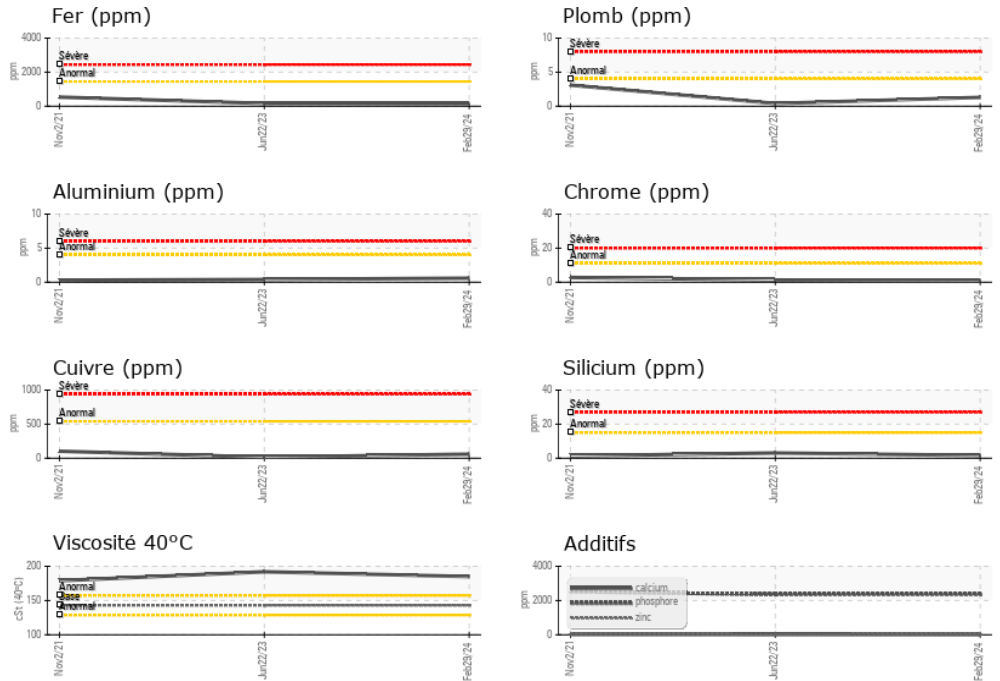 Fer (ppm)
4000
2000
0
ppm
Sévère
Anormal
Nov2/21
Jun22/23
Feb29/24
Plomb (ppm)
10
5
0
ppm
Sévère
Anormal
Nov2/21
Jun22/23
Feb29/24
Aluminium (ppm)
10
5
0
ppm
Sévère
Anormal
Nov2/21
Jun22/23
Feb29/24
Chrome (ppm)
40
20
0
ppm
Sévère
Anormal
Nov2/21
Jun22/23
Feb29/24
Cuivre (ppm)
1000
500
0
ppm
Sévère
Anormal
Nov2/21
Jun22/23
Feb29/24
Silicium (ppm)
40
20
0
ppm
Sévère
Anormal
Nov2/21
Jun22/23
Feb29/24
Viscosité 40°C
200
150
100
cSt (40°C)
Anormal
Base
Anormal
Nov2/21
Jun22/23
Feb29/24
Additifs
4000
2000
0
ppm
calcium
phosphore
zinc
Nov2/21
Jun22/23
Feb29/24